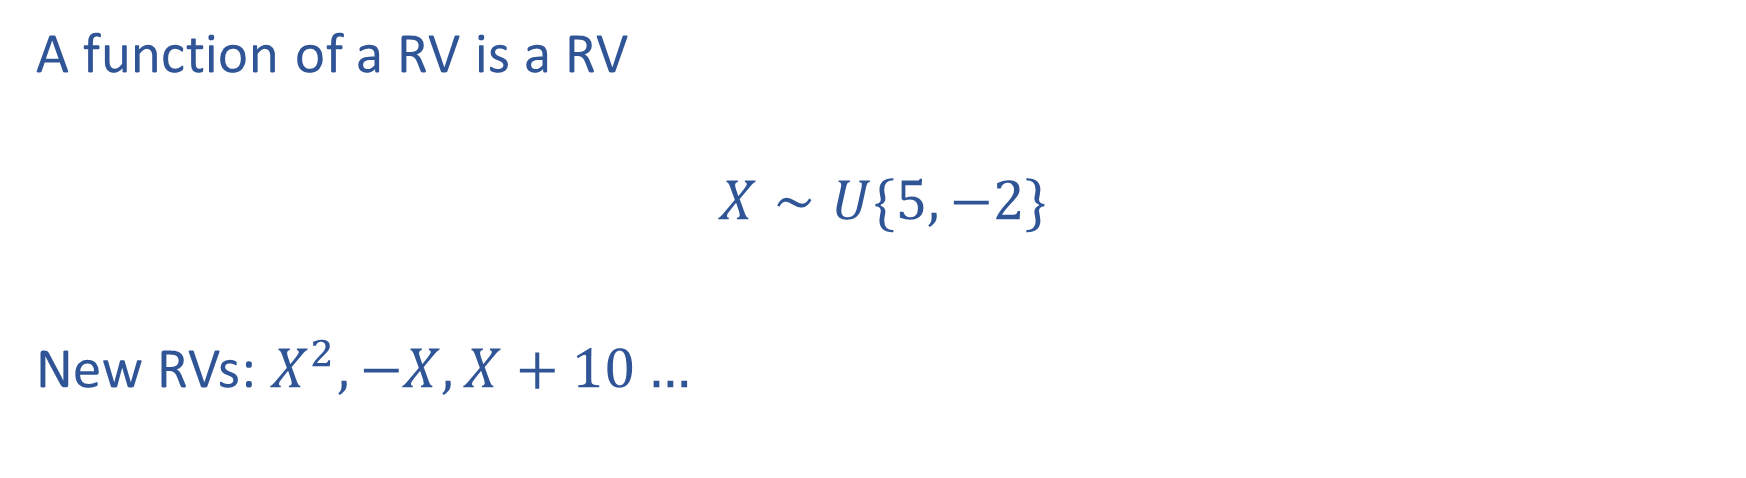 A function of a RV is a RV
X ~ U{5, −2}
New RVs: X², −X, X + 10 ...